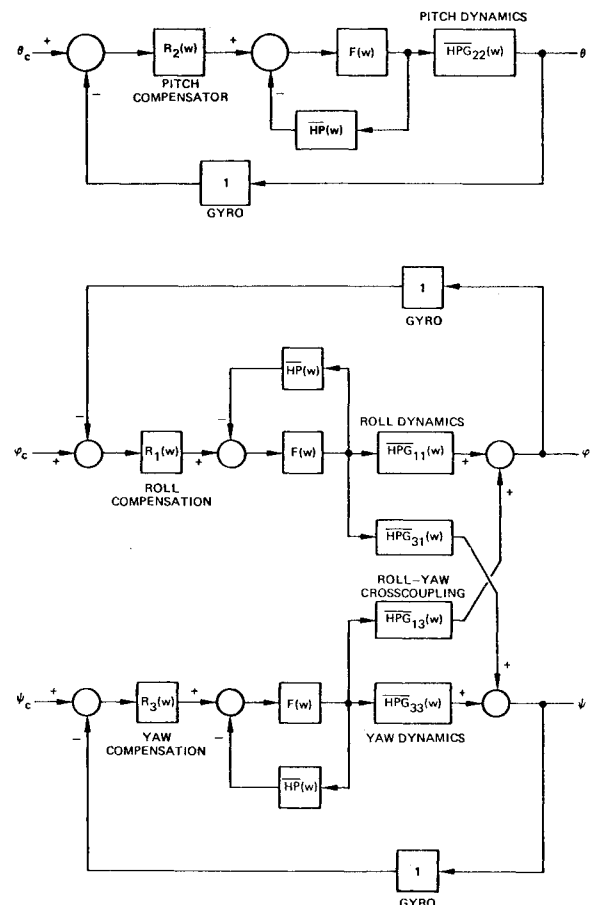 PITCH DYNAMICS
θc + R2(w) + F(w) HPG22(w) θ
PITCH
COMPENSATOR
− −
HP(w)
1
GYRO
1
GYRO
HP(w)
− −
ROLL DYNAMICS
φc + R1(w) + F(w) HPG11(w) + φ
ROLL
COMPENSATION
+
HPG31(w)
ROLL-YAW
CROSSCOUPLING
HPG13(w)
+
ψc + R3(w) + F(w) HPG33(w) + ψ
YAW
COMPENSATION
YAW DYNAMICS
− −
HP(w)
1
GYRO